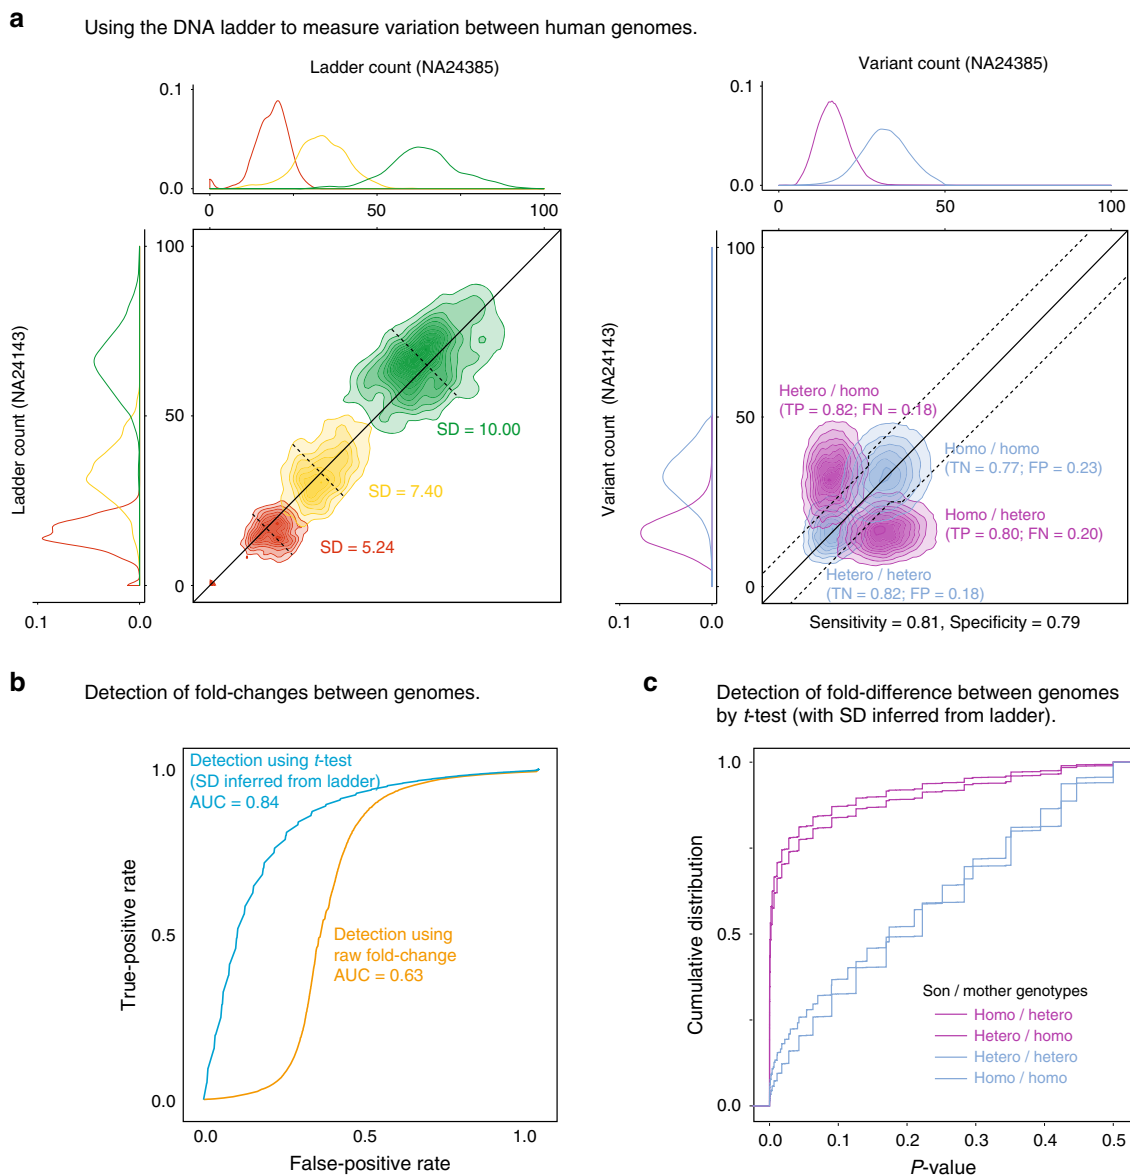 a
Using the DNA ladder to measure variation between human genomes.
Ladder count (NA24385)
0.1
0.0
0
50
100
Ladder count (NA24143)
100
50
0
0.1
0.0
SD = 10.00
SD = 7.40
SD = 5.24
Variant count (NA24385)
0.1
0.0
0
50
100
Variant count (NA24143)
100
50
0
0.1
0.0
Hetero / homo
(TP = 0.82; FN = 0.18)
Homo / homo
(TN = 0.77; FP = 0.23)
Homo / hetero
(TP = 0.80; FN = 0.20)
Hetero / hetero
(TN = 0.82; FP = 0.18)
Sensitivity = 0.81, Specificity = 0.79
b
Detection of fold-changes between genomes.
Detection using t-test
(SD inferred from ladder)
AUC = 0.84
Detection using
raw fold-change
AUC = 0.63
True-positive rate
1.0
0.5
0.0
0.0
0.5
1.0
False-positive rate
c
Detection of fold-difference between genomes
by t-test (with SD inferred from ladder).
Cumulative distribution
1.0
0.5
0.0
Son / mother genotypes
Homo / hetero
Hetero / homo
Hetero / hetero
Homo / homo
0.0
0.1
0.2
0.3
0.4
0.5
P-value